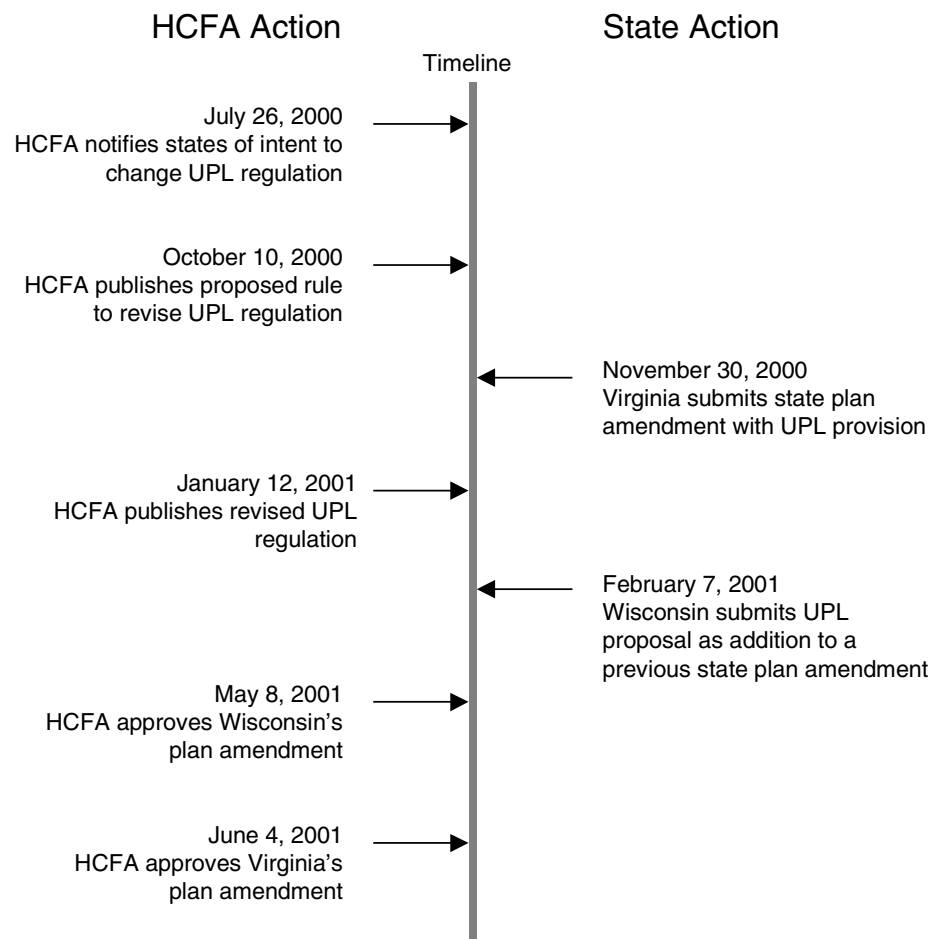 HCFA Action
State Action
Timeline
July 26, 2000
HCFA notifies states of intent to
change UPL regulation
October 10, 2000
HCFA publishes proposed rule
to revise UPL regulation
November 30, 2000
Virginia submits state plan
amendment with UPL provision
January 12, 2001
HCFA publishes revised UPL
regulation
February 7, 2001
Wisconsin submits UPL
proposal as addition to a
previous state plan amendment
May 8, 2001
HCFA approves Wisconsin's
plan amendment
June 4, 2001
HCFA approves Virginia's
plan amendment